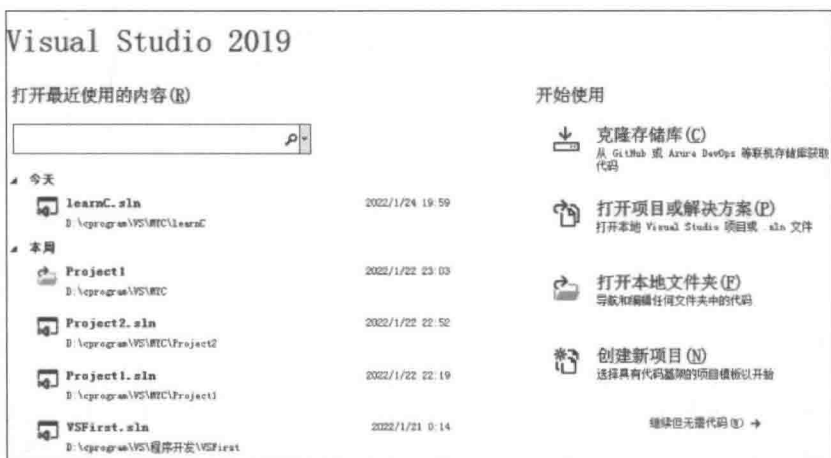 Visual Studio 2019
打开最近使用的内容(R)
今天
learnC.sln
2022/1/24 19:59
D:\cprogram\VS\MYC\learnC
本周
Project1
2022/1/22 23:03
D:\cprogram\VS\MYC
Project2.sln
2022/1/22 22:52
D:\cprogram\VS\MYC\Project2
Project1.sln
2022/1/22 22:19
D:\cprogram\VS\MYC\Project1
VSFirst.sln
2022/1/21 0:14
D:\cprogram\VS\程序开发\VSFirst
开始使用
克隆存储库(C)
从 GitHub 或 Azure DevOps 等联机存储库获取
代码
打开项目或解决方案(P)
打开本地 Visual Studio 项目或 .sln 文件
打开本地文件夹(F)
导航和编辑任何文件夹中的代码
创建新项目(N)
选择具有代码基架的项目模板以开始
继续但无需代码(W) →